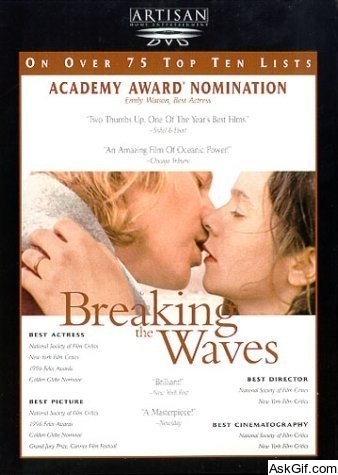 ARTISAN
HOME ENTERTAINMENT
DVD
ON OVER 75 TOP TEN LISTS
ACADEMY AWARD® NOMINATION
Emily Watson, Best Actress
"Two Thumbs Up, One Of The Year's Best Films"
–Siskel & Ebert
"An Amazing Film Of Oceanic Power!"
–Chicago Tribune
Breaking
the Waves
BEST ACTRESS
National Society of Film Critics
New York Film Critics
1996 Felix Awards
Golden Globe Nominee
BEST PICTURE
National Society of Film Critics
1996 Felix Awards
Golden Globe Nominee
Grand Jury Prize, Cannes Film Festival
"Brilliant!"
–New York Post
"A Masterpiece!"
–Newsday
BEST DIRECTOR
National Society of Film Critics
New York Film Critics
BEST CINEMATOGRAPHY
National Society of Film Critics
New York Film Critics
AskGif.com